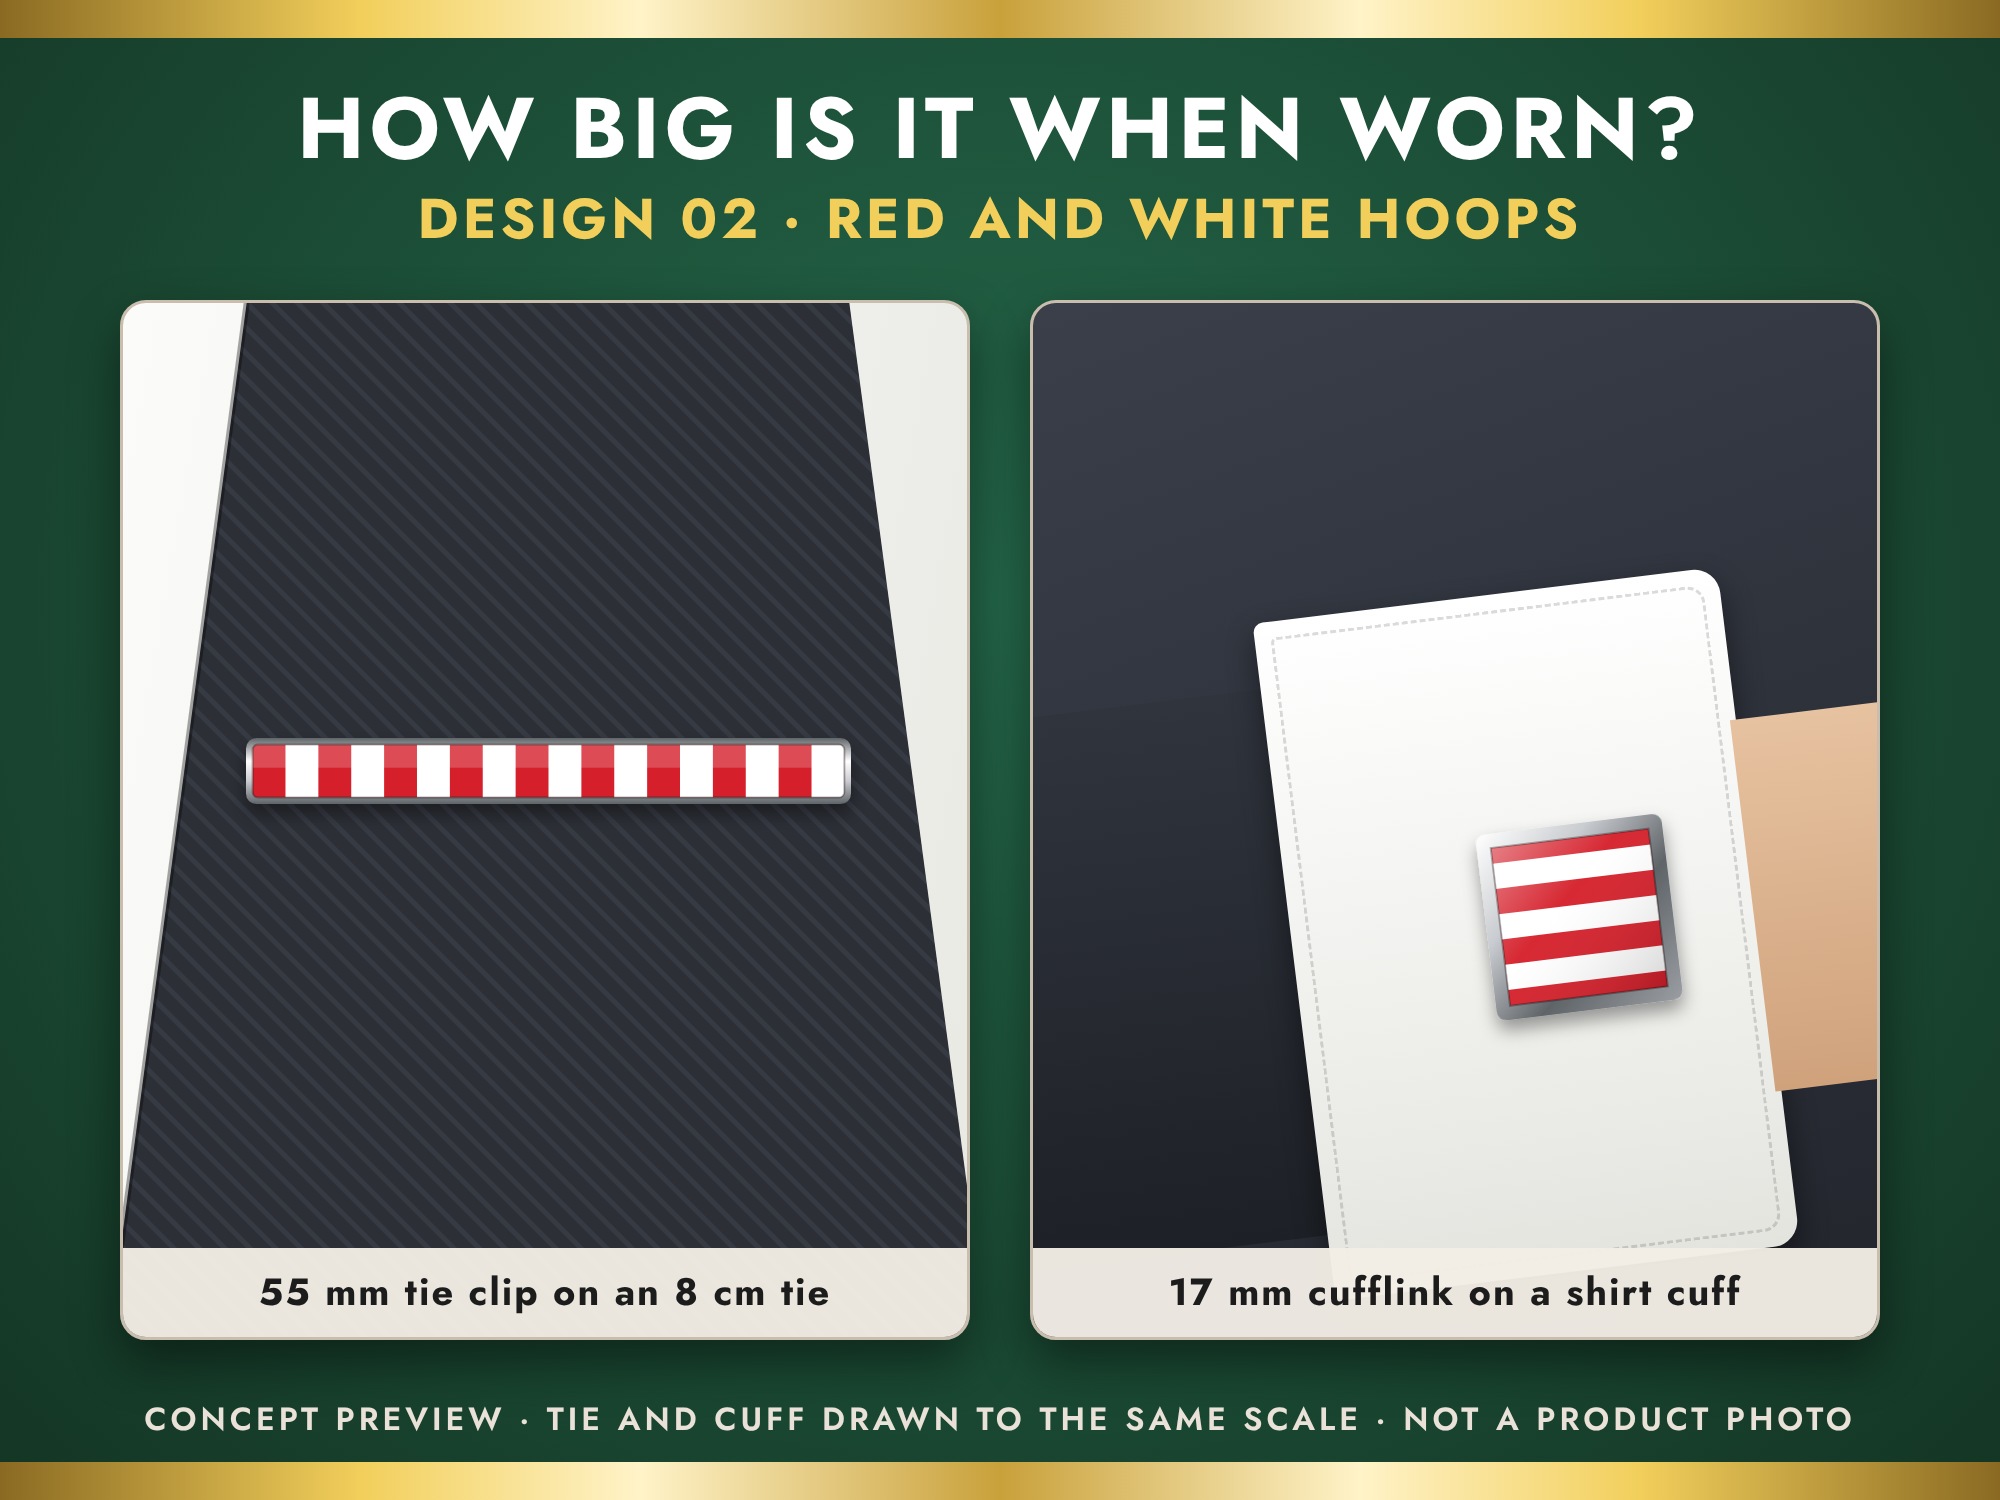 HOW BIG IS IT WHEN WORN?
DESIGN 02 · RED AND WHITE HOOPS
55 mm tie clip on an 8 cm tie
17 mm cufflink on a shirt cuff
CONCEPT PREVIEW · TIE AND CUFF DRAWN TO THE SAME SCALE · NOT A PRODUCT PHOTO